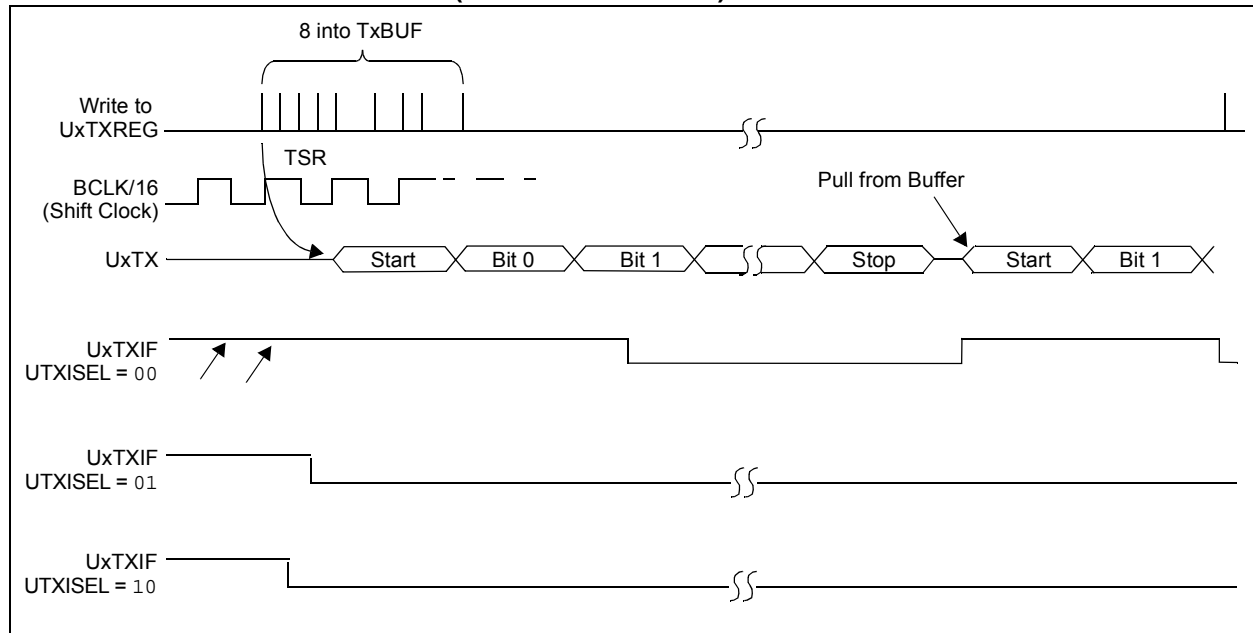 8 into TxBUF
Write to
UxTXREG
TSR
BCLK/16
(Shift Clock)
Pull from Buffer
UxTX
Start
Bit 0
Bit 1
Stop
Start
Bit 1
UxTXIF
UTXISEL = 00
UxTXIF
UTXISEL = 01
UxTXIF
UTXISEL = 10